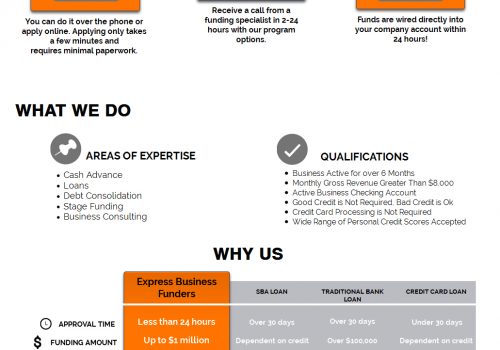 You can do it over the phone or
apply online. Applying only takes
a few minutes and
requires minimal paperwork.
Receive a call from a
funding specialist in 2-24
hours with our program
options.
Funds are wired directly into
your company account within
24 hours!
WHAT WE DO
AREAS OF EXPERTISE
Cash Advance
Loans
Debt Consolidation
Stage Funding
Business Consulting
QUALIFICATIONS
Business Active for over 6 Months
Monthly Gross Revenue Greater Than $8,000
Active Business Checking Account
Good Credit is Not Required, Bad Credit is Ok
Credit Card Processing is Not Required
Wide Range of Personal Credit Scores Accepted
WHY US
Express Business
Funders
SBA LOAN
TRADITIONAL BANK
LOAN
CREDIT CARD LOAN
APPROVAL TIME
Less than 24 hours
Over 30 days
Over 30 days
Under 30 days
$ FUNDING AMOUNT
Up to $1 million
Dependent on credit
Over $100,000
Dependent on credit